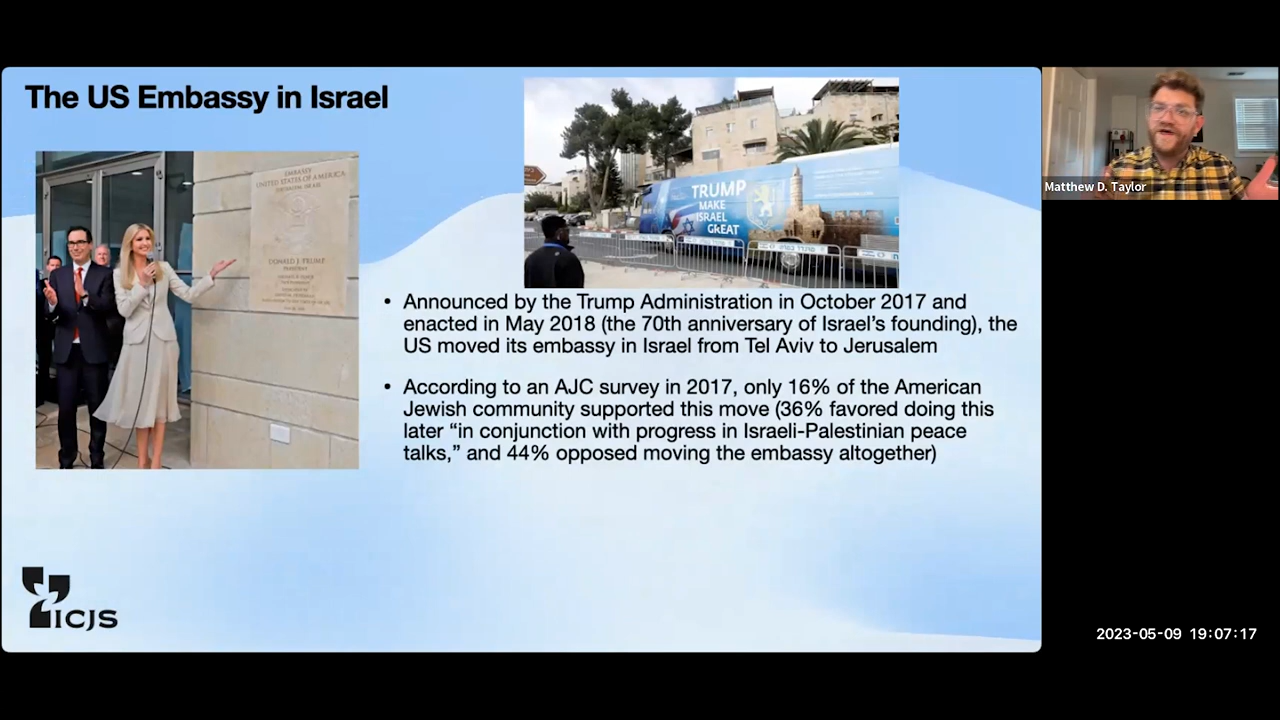 The US Embassy in Israel
EMBASSY
UNITED STATES OF AMERICA
JERUSALEM, ISRAEL
DONALD J. TRUMP
PRESIDENT
TRUMP
MAKE
ISRAEL
GREAT
Matthew D. Taylor
• Announced by the Trump Administration in October 2017 and
enacted in May 2018 (the 70th anniversary of Israel’s founding), the
US moved its embassy in Israel from Tel Aviv to Jerusalem
• According to an AJC survey in 2017, only 16% of the American
Jewish community supported this move (36% favored doing this
later “in conjunction with progress in Israeli-Palestinian peace
talks,” and 44% opposed moving the embassy altogether)
ICJS
2023-05-09 19:07:17